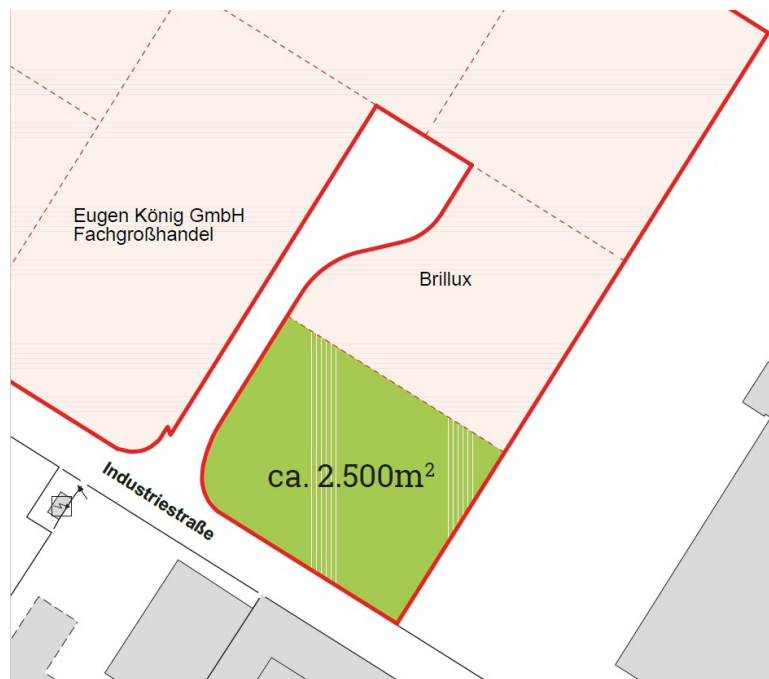 Eugen König GmbH
Fachgroßhandel
Brillux
ca. 2.500m²
Industriestraße